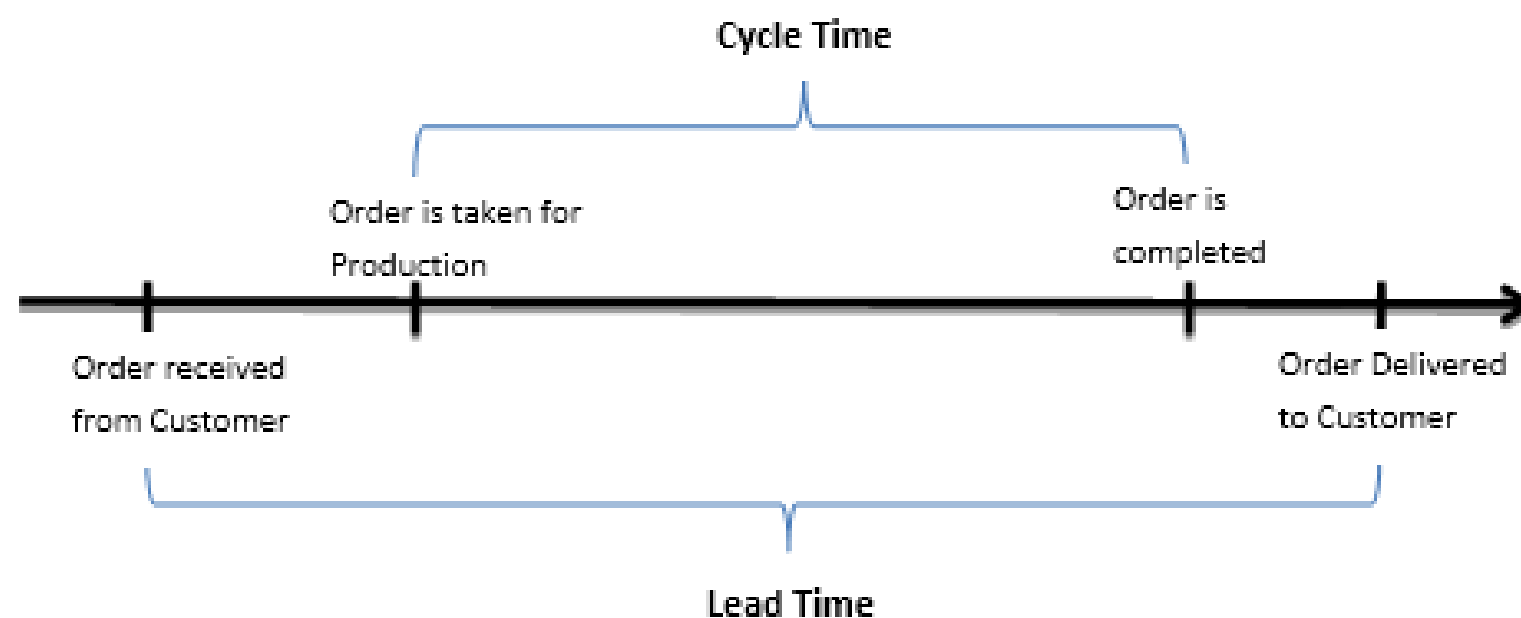 Cycle Time
Order is taken for
Production
Order is
completed
Order received
from Customer
Order Delivered
to Customer
Lead Time